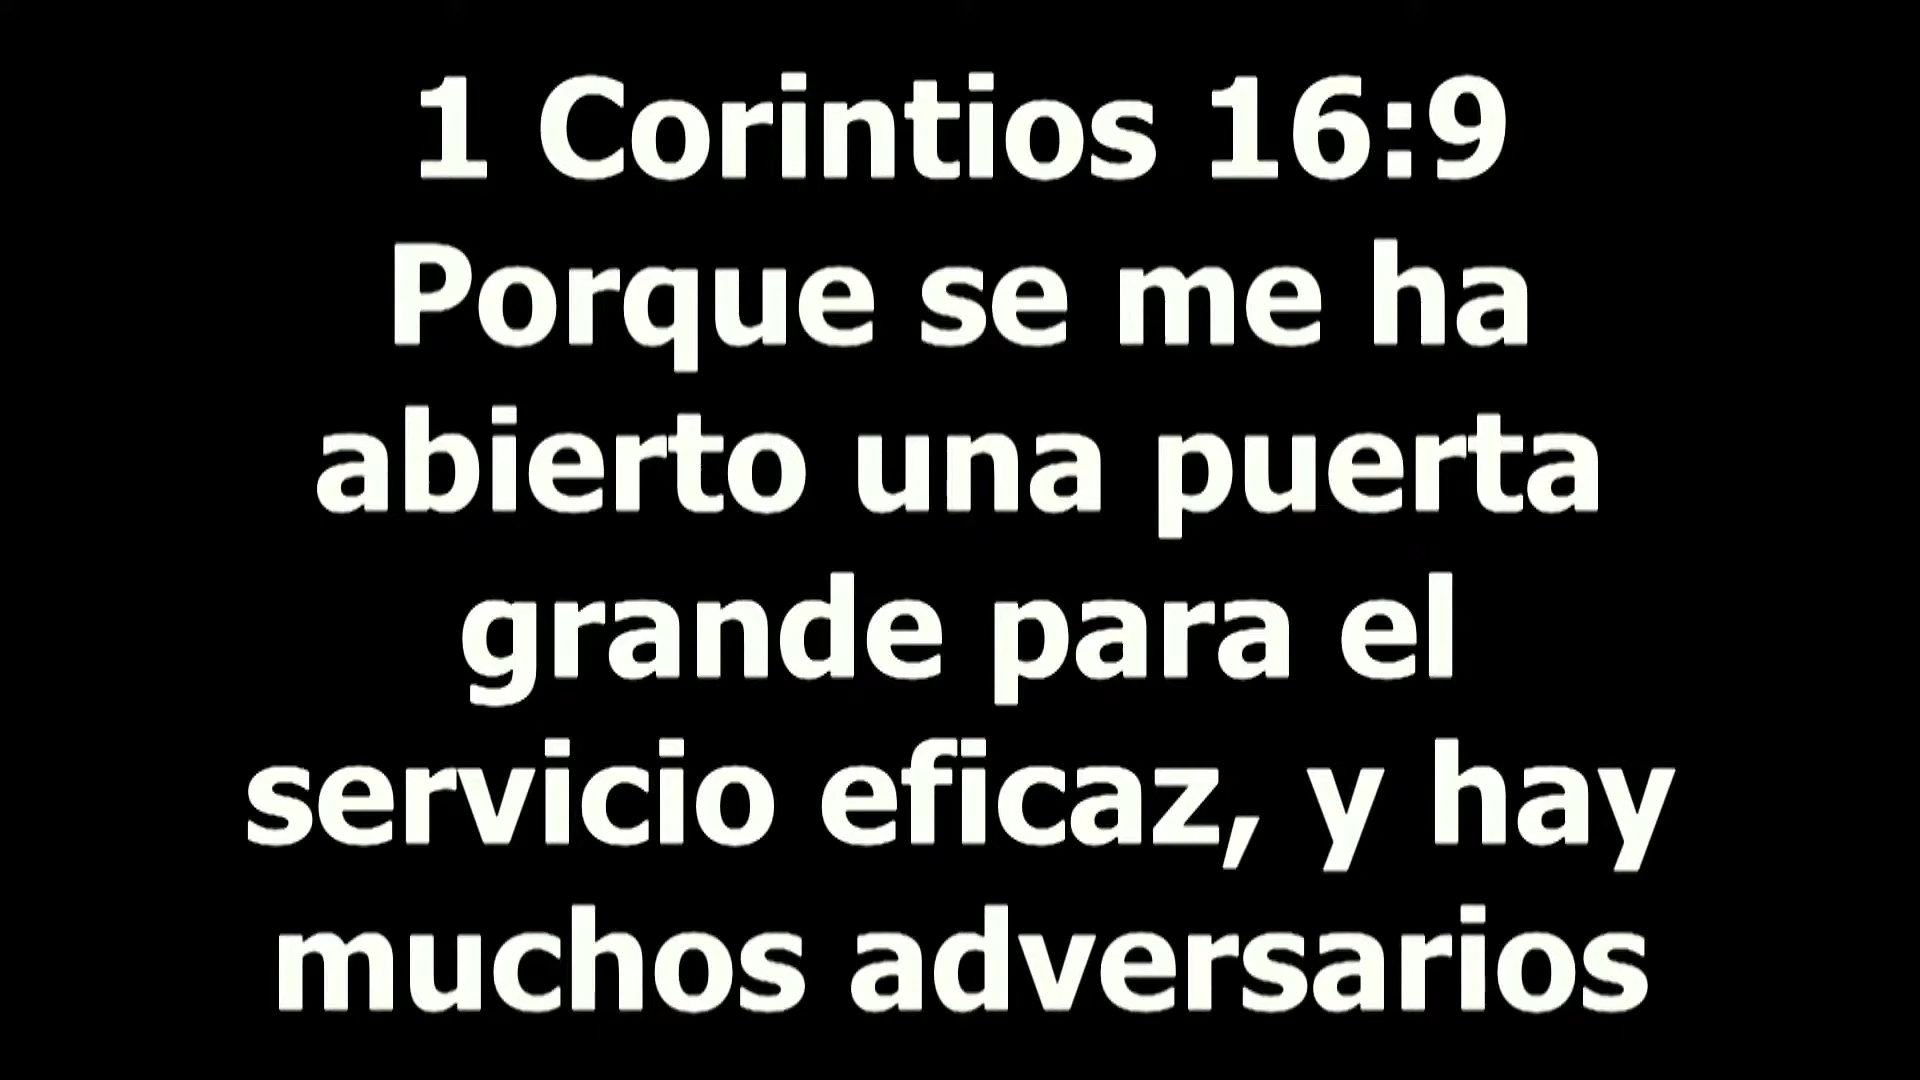 1 Corintios 16:9
Porque se me ha
abierto una puerta
grande para el
servicio eficaz, y hay
muchos adversarios